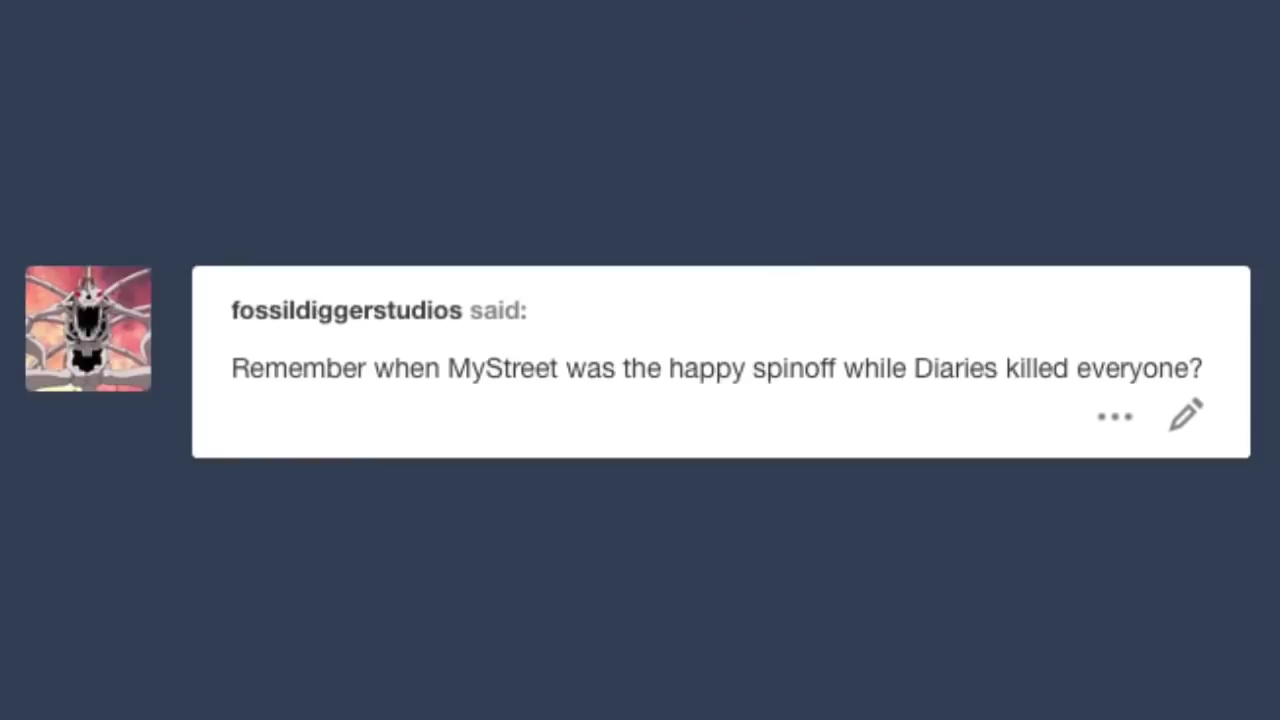 fossildiggerstudios said:
Remember when MyStreet was the happy spinoff while Diaries killed everyone?